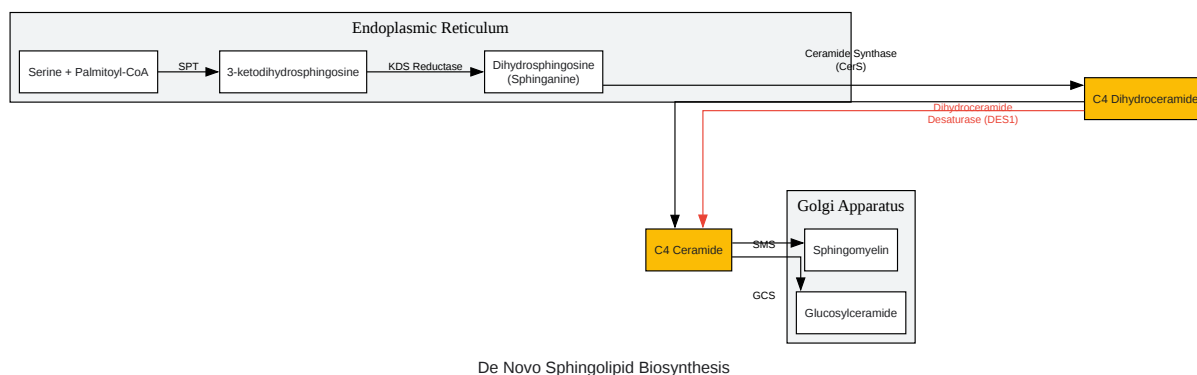 Endoplasmic Reticulum
Serine + Palmitoyl-CoA
SPT
3-ketodihydrosphingosine
KDS Reductase
Dihydrosphingosine
(Sphinganine)
Ceramide Synthase
(CerS)
C4 Dihydroceramide
Dihydroceramide
Desaturase (DES1)
Golgi Apparatus
C4 Ceramide
SMS
Sphingomyelin
GCS
Glucosylceramide
De Novo Sphingolipid Biosynthesis